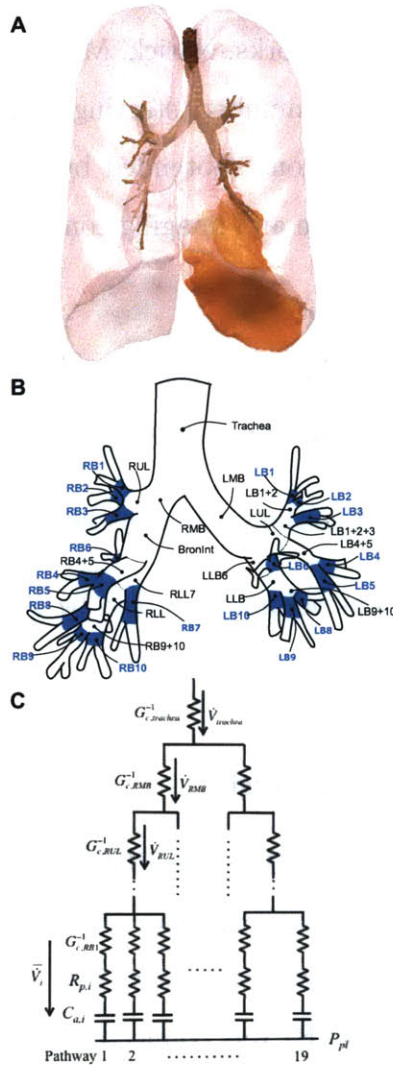 A
B
Trachea
RB1
RUL
RB2
RB3
LMB
LB1
LB1+2
LB2
LB3
LUL
RMB
LB1+2+3
LB4+5
RB6
BronInt
RB4+5
LLB6
LB6
LB4
RB4
RB5
RLL7
LLB
LB5
RB8
RLL
LB10
LB8
LB9+10
RB7
RB9+10
RB9
RB10
LB9
C
G⁻¹c,trachea
V̇trachea
G⁻¹c,RMB
V̇RMB
G⁻¹c,RUL
V̇RUL
G⁻¹c,RB1
V̇i
Rp,i
Ca,i
Ppl
Pathway 1 2 .......... 19